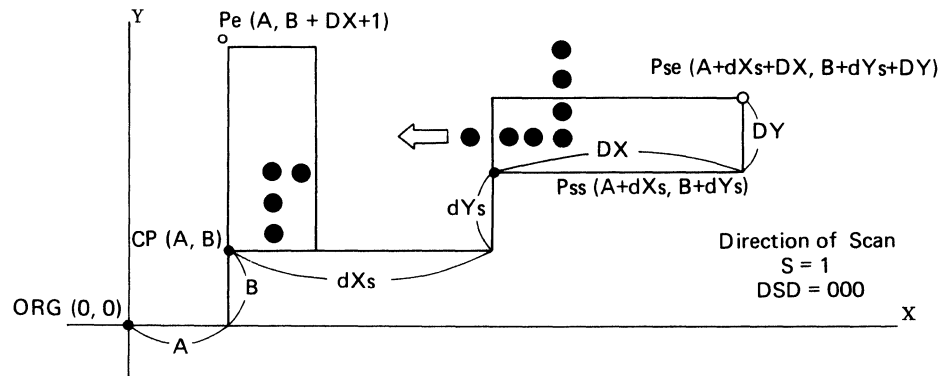 Y
Pe (A, B + DX+1)
Pse (A+dXs+DX, B+dYs+DY)
DY
DX
Pss (A+dXs, B+dYs)
dYs
CP (A, B)
dXs
B
Direction of Scan
S = 1
DSD = 000
ORG (0, 0)
X
A